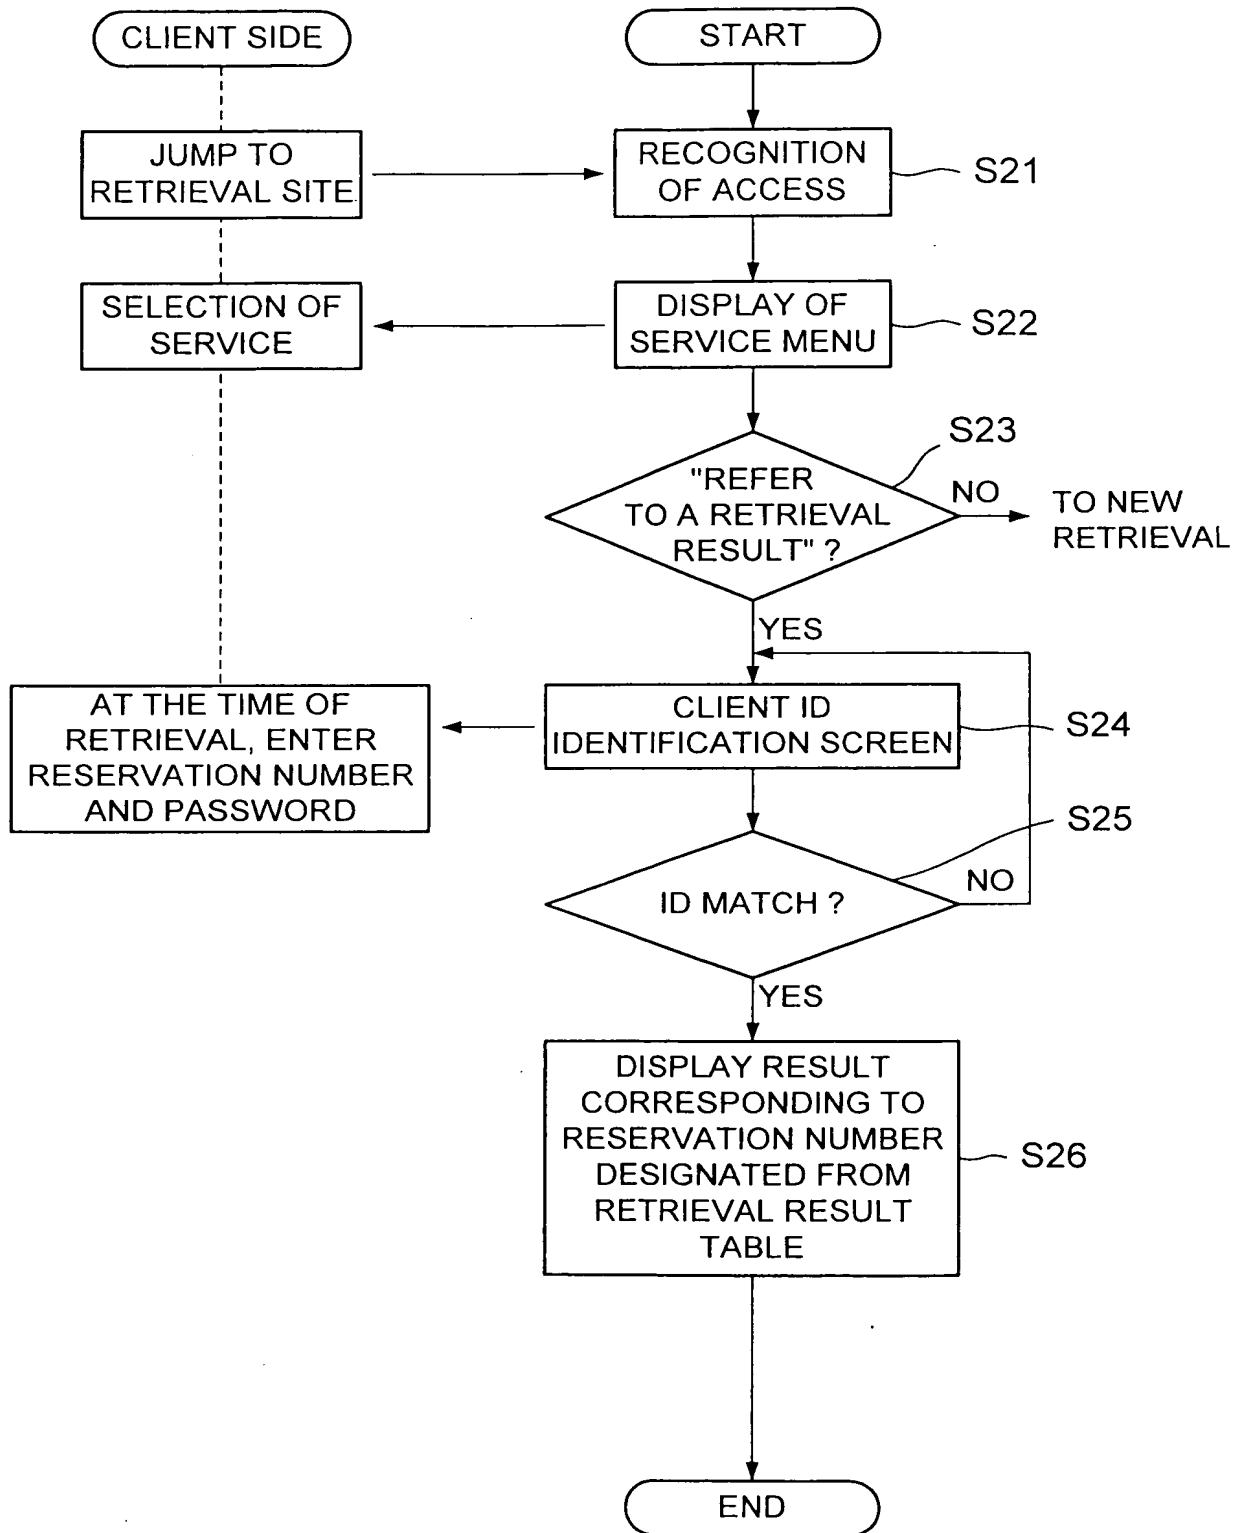 CLIENT SIDE
START
JUMP TO
RETRIEVAL SITE
RECOGNITION
OF ACCESS
S21
SELECTION OF
SERVICE
DISPLAY OF
SERVICE MENU
S22
S23
"REFER
TO A RETRIEVAL
RESULT" ?
NO
TO NEW
RETRIEVAL
YES
AT THE TIME OF
RETRIEVAL, ENTER
RESERVATION NUMBER
AND PASSWORD
CLIENT ID
IDENTIFICATION SCREEN
S24
S25
ID MATCH ?
NO
YES
DISPLAY RESULT
CORRESPONDING TO
RESERVATION NUMBER
DESIGNATED FROM
RETRIEVAL RESULT
TABLE
S26
END